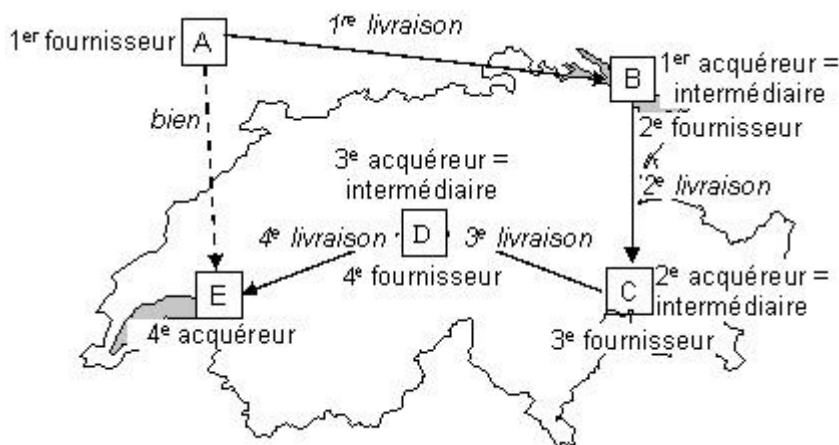 1re livraison
1er fournisseur
A
B
1er acquéreur =
intermédiaire
2e fournisseur
bien
3e acquéreur =
intermédiaire
2e livraison
4e livraison
D
3e livraison
4e fournisseur
E
C
2e acquéreur =
intermédiaire
4e acquéreur
3e fournisseur